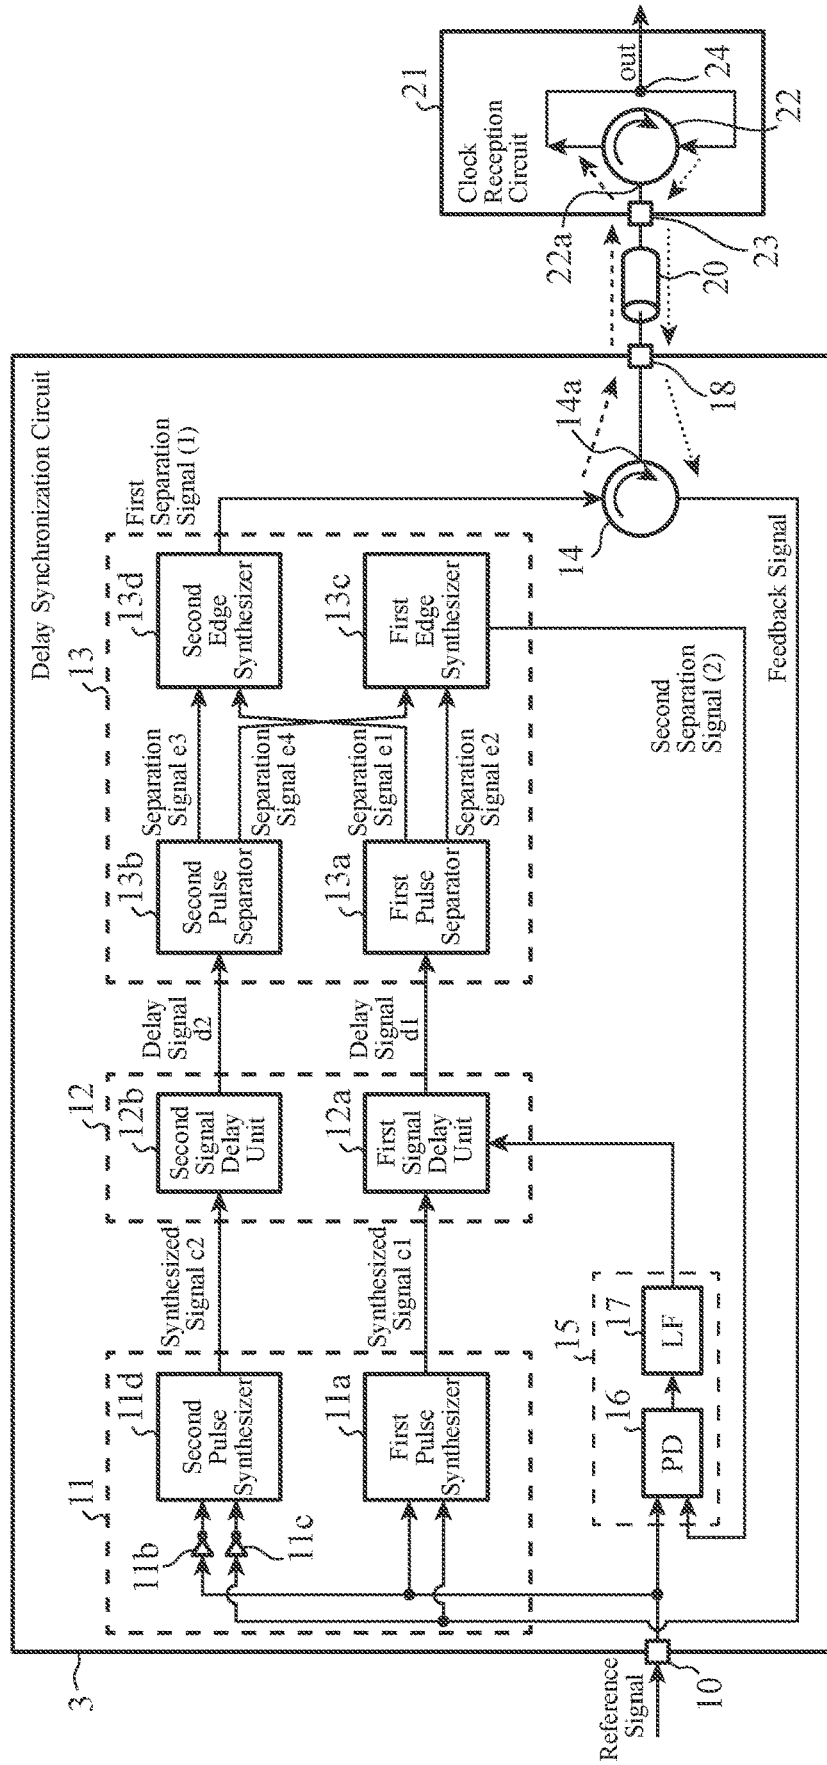 Delay Synchronization Circuit
3
Reference
Signal
10
11
11b
11c
11d
Second
Pulse
Synthesizer
11a
First
Pulse
Synthesizer
Synthesized
Signal c2
Synthesized
Signal c1
12
12b
Second
Signal
Delay
Unit
12a
First
Signal
Delay
Unit
Delay
Signal
d2
Delay
Signal
d1
13
13b
Second
Pulse
Separator
13a
First
Pulse
Separator
Separation
Signal e3
Separation
Signal e4
Separation
Signal e1
Separation
Signal e2
13d
Second
Edge
Synthesizer
13c
First
Edge
Synthesizer
First
Separation
Signal (1)
Second
Separation
Signal (2)
Feedback Signal
15
16
PD
17
LF
14
14a
18
20
21
Clock
Reception
Circuit
22a
23
22
24
out